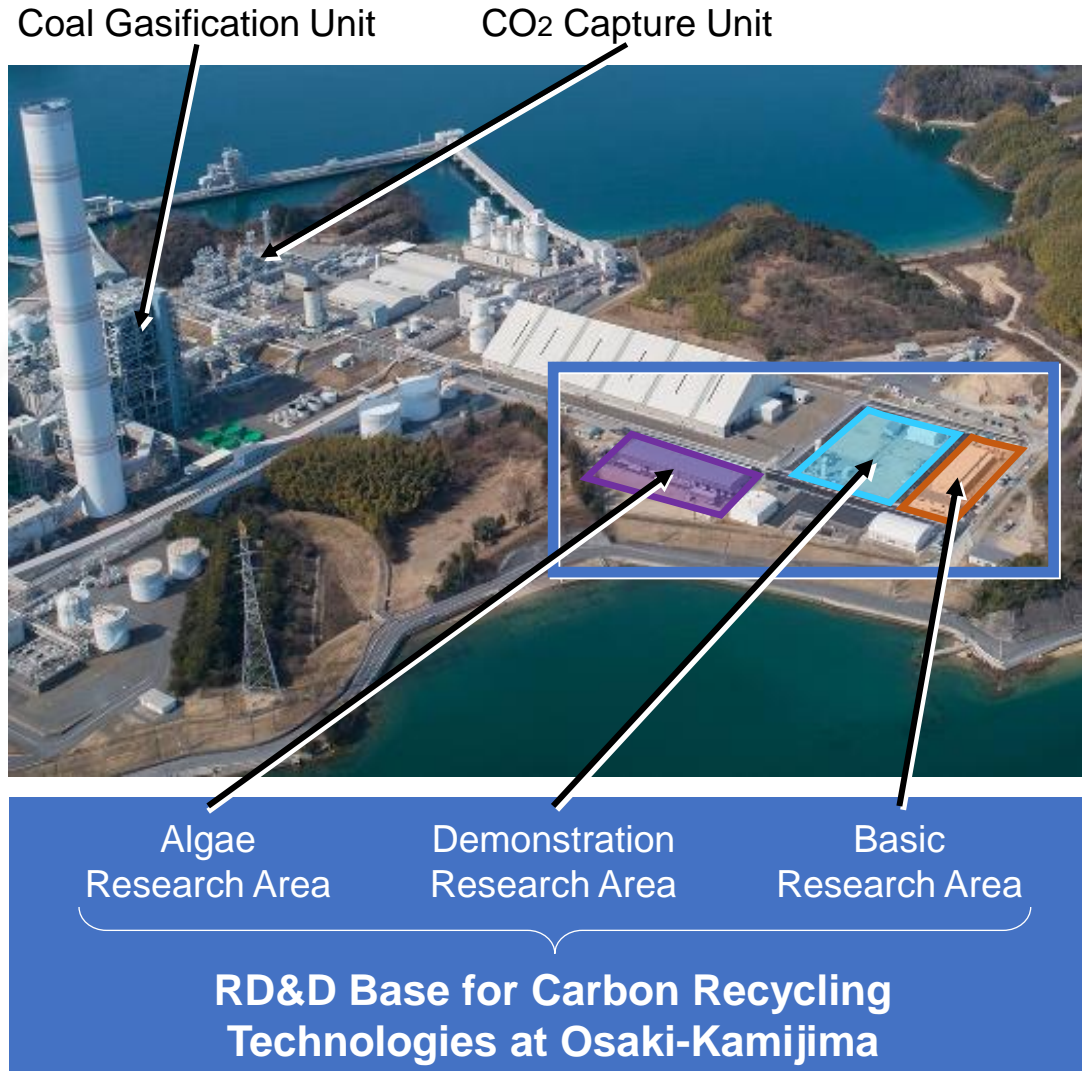 Coal Gasification Unit
CO2 Capture Unit
Algae
Research Area
Demonstration
Research Area
Basic
Research Area
RD&D Base for Carbon Recycling
Technologies at Osaki-Kamijima